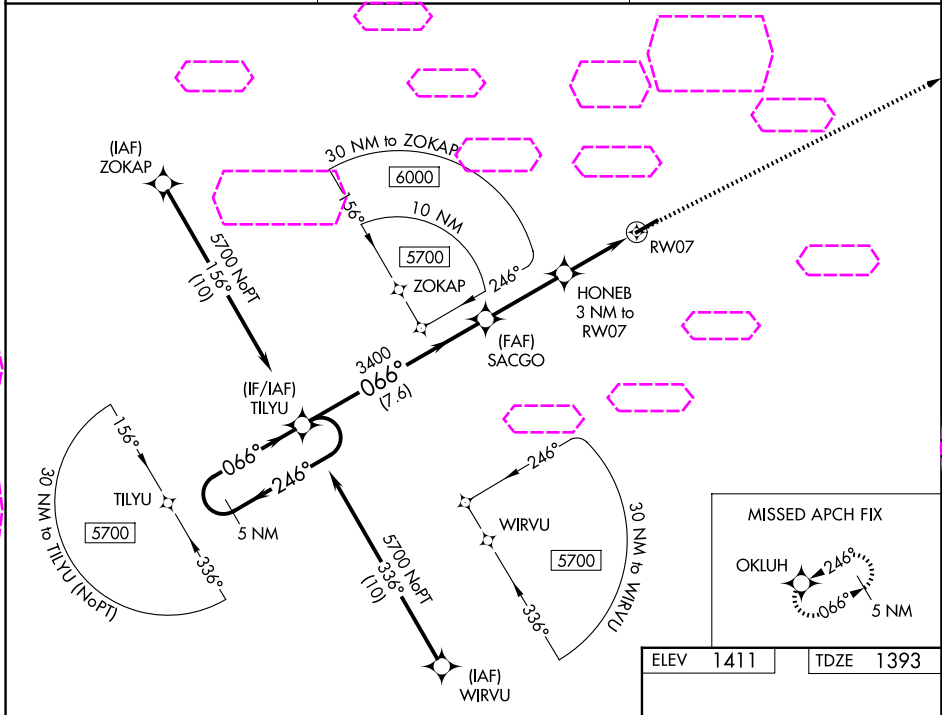 (IAF)
ZOKAP
5700 NoPT
156°
(10)
30 NM to ZOKAP
6000
156°
10 NM
5700
ZOKAP
246°
RW07
HONEB
3 NM to
RW07
(FAF)
SACGO
3400
066°
(7.6)
(IF/IAF)
TILYU
066°
246°
5 NM
156°
TILYU
5700
336°
30 NM to TILYU (NoPT)
5700 NoPT
336°
(10)
(IAF)
WIRVU
246°
WIRVU
5700
336°
30 NM to WIRVU
MISSED APCH FIX
OKLUH
246°
066°
5 NM
ELEV 1411
TDZE 1393